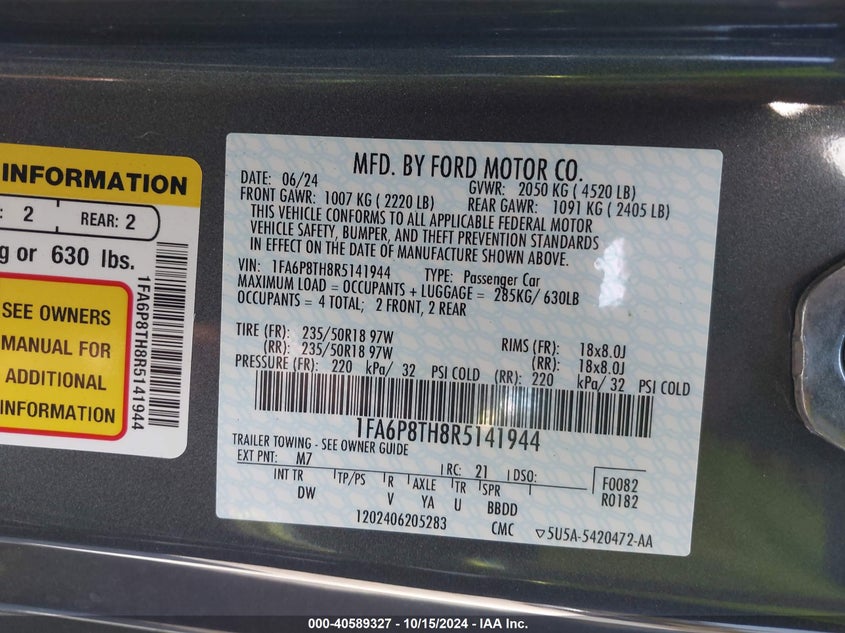 INFORMATION
: 2
REAR: 2
g or 630 lbs.
SEE OWNERS
MANUAL FOR
ADDITIONAL
INFORMATION
1FA6P8TH8R5141944
MFD. BY FORD MOTOR CO.
DATE: 06/24 GVWR: 2050 KG ( 4520 LB)
FRONT GAWR: 1007 KG ( 2220 LB) REAR GAWR: 1091 KG ( 2405 LB)
THIS VEHICLE CONFORMS TO ALL APPLICABLE FEDERAL MOTOR
VEHICLE SAFETY, BUMPER, AND THEFT PREVENTION STANDARDS
IN EFFECT ON THE DATE OF MANUFACTURE SHOWN ABOVE.
VIN: 1FA6P8TH8R5141944 TYPE: Passenger Car
MAXIMUM LOAD = OCCUPANTS + LUGGAGE = 285KG/ 630LB
OCCUPANTS = 4 TOTAL; 2 FRONT, 2 REAR
TIRE (FR): 235/50R18 97W RIMS (FR): 18x8.0J
(RR): 235/50R18 97W (RR): 18x8.0J
PRESSURE (FR): 220 kPa/ 32 PSI COLD (RR): 220 kPa/ 32 PSI COLD
1FA6P8TH8R5141944
TRAILER TOWING - SEE OWNER GUIDE
EXT PNT: M7 RC: 21 DSO: F0082
R0182
INT TR TP/PS R AXLE TR SPR
DW V YA U BBDD
1202406205283 CMC ▽5U5A-5420472-AA
000-40589327 - 10/15/2024 - IAA Inc.